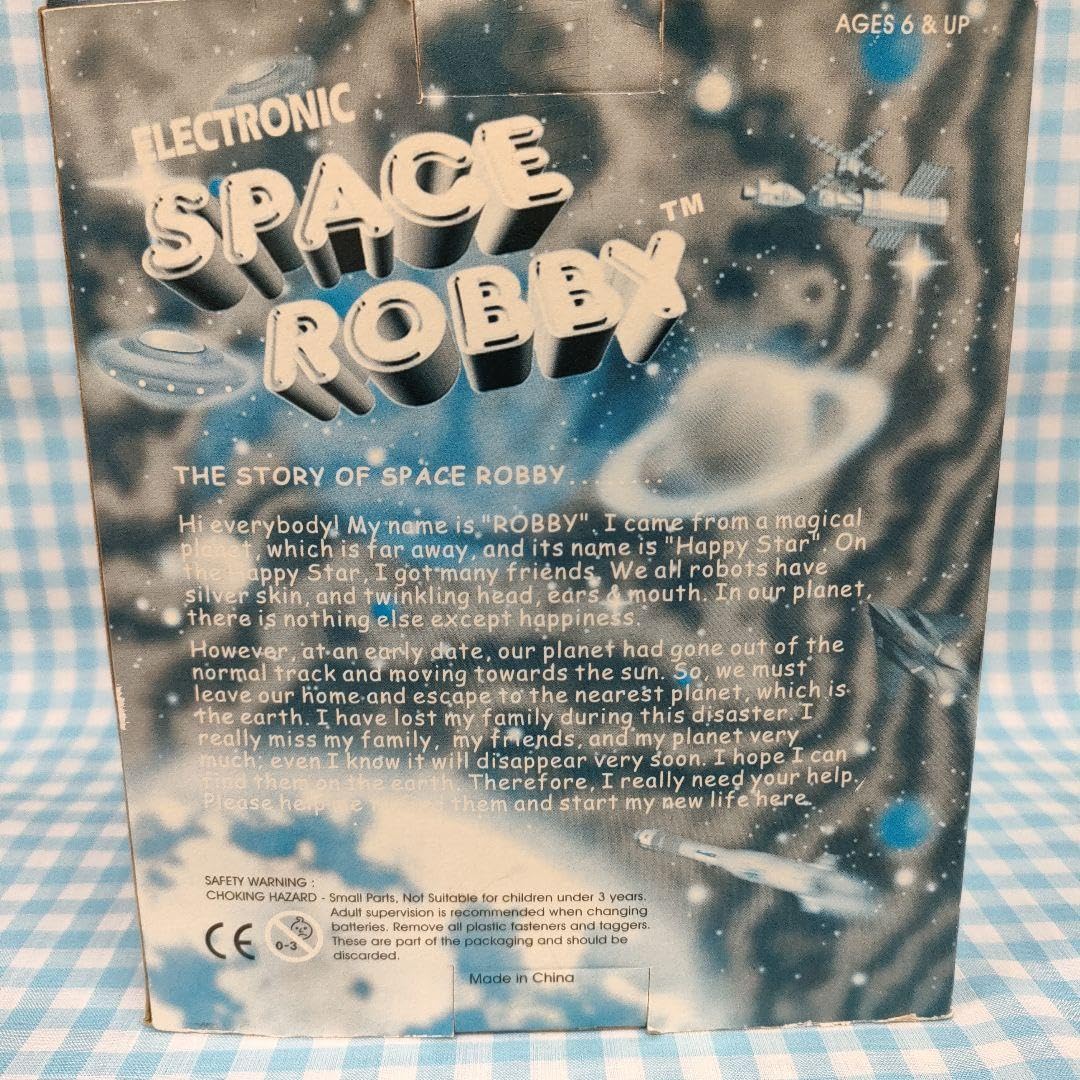 AGES 6 & UP
ELECTRONIC
SPACE
ROBBY™
THE STORY OF SPACE ROBBY........
Hi everybody! My name is "ROBBY". I came from a magical
planet, which is far away, and its name is "Happy Star". On
the Happy Star, I got many friends. We all robots have
silver skin, and twinkling head, ears & mouth. In our planet,
there is nothing else except happiness.
However, at an early date, our planet had gone out of the
normal track and moving towards the sun. So, we must
leave our home and escape to the nearest planet, which is
the earth. I have lost my family during this disaster. I
really miss my family, my friends, and my planet very
much; even I know it will disappear very soon. I hope I can
find them on the earth. Therefore, I really need your help.
Please help me them and start my new life here.
SAFETY WARNING :
CHOKING HAZARD - Small Parts, Not Suitable for children under 3 years.
Adult supervision is recommended when changing
batteries. Remove all plastic fasteners and taggers.
These are part of the packaging and should be
discarded.
CE
0-3
Made in China